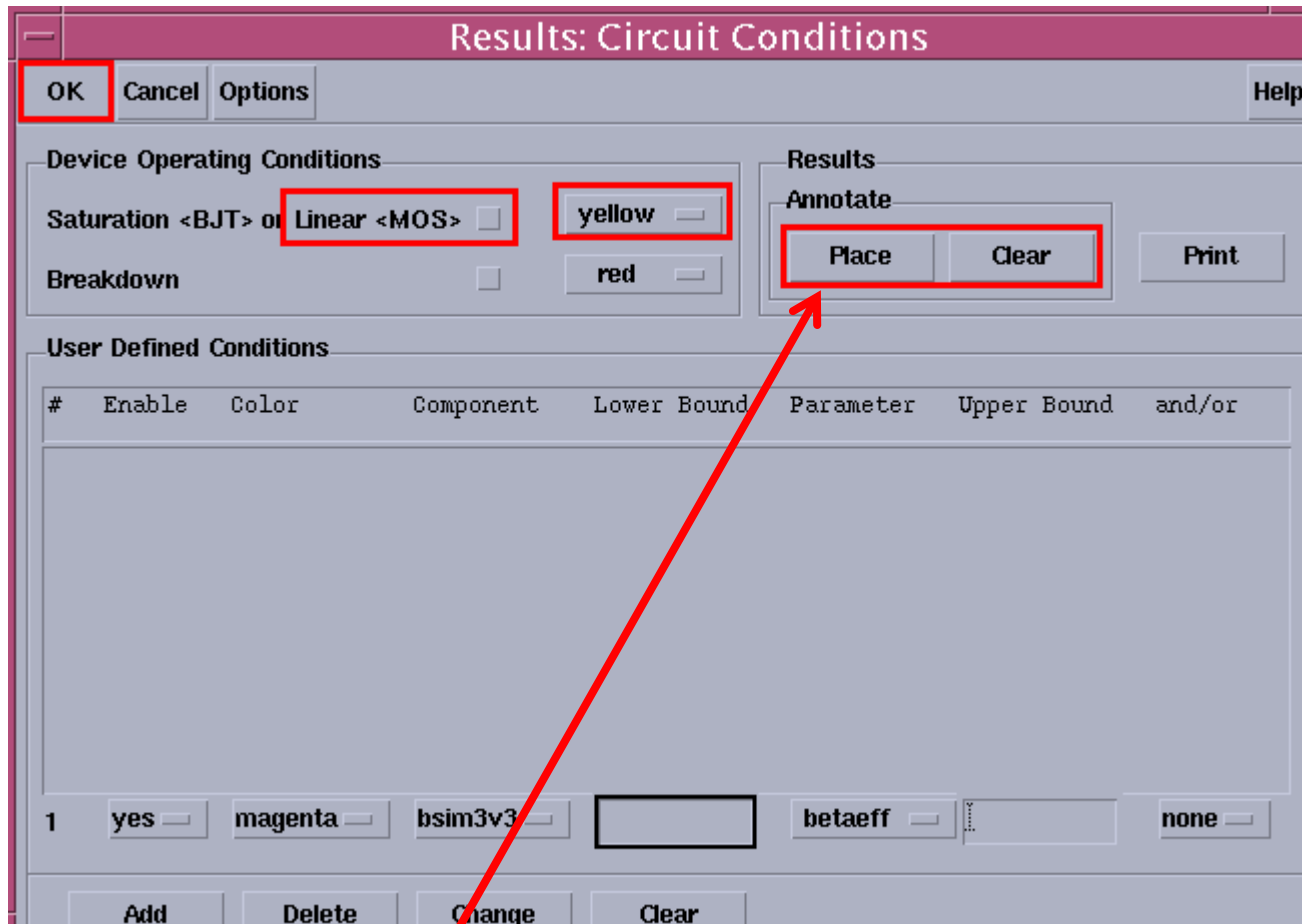 Results: Circuit Conditions
OK Cancel Options Help
Device Operating Conditions
Results
Annotate
Saturation <BJT> or Linear <MOS> yellow
Place Clear Print
Breakdown red
User Defined Conditions
# Enable Color Component Lower Bound Parameter Upper Bound and/or
1 yes magenta bsim3v3 betaeff none
Add Delete Change Clear